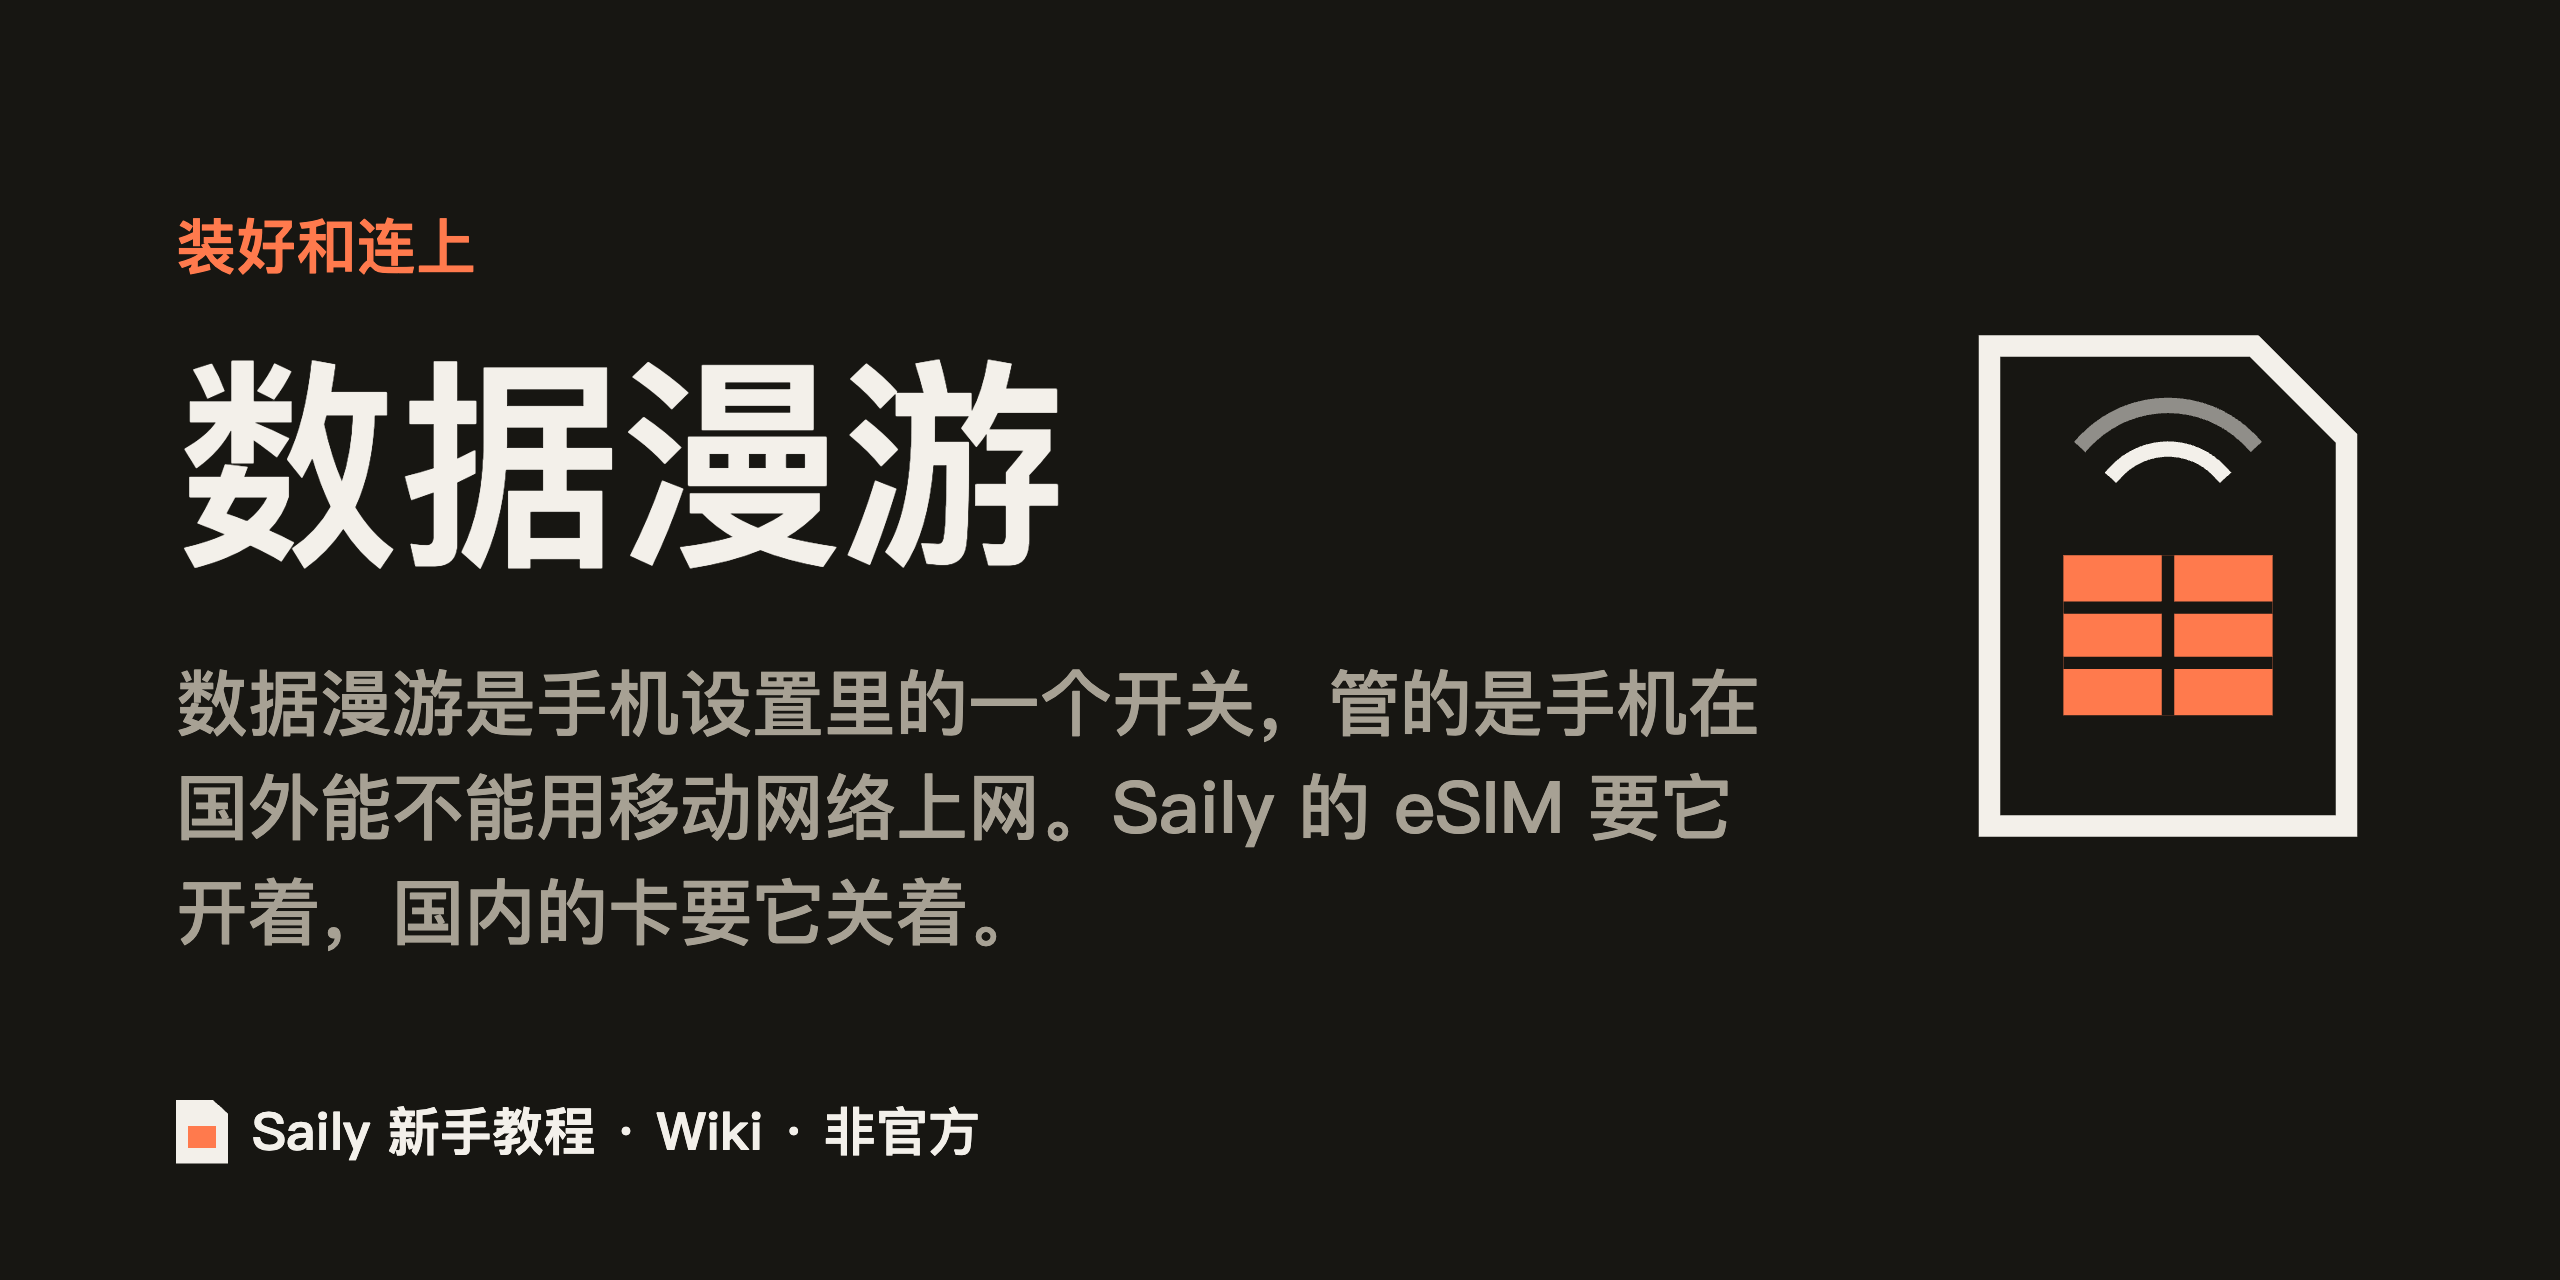 装好和连上
数据漫游
数据漫游是手机设置里的一个开关，管的是手机在
国外能不能用移动网络上网。Saily 的 eSIM 要它
开着，国内的卡要它关着。
Saily 新手教程 · Wiki · 非官方